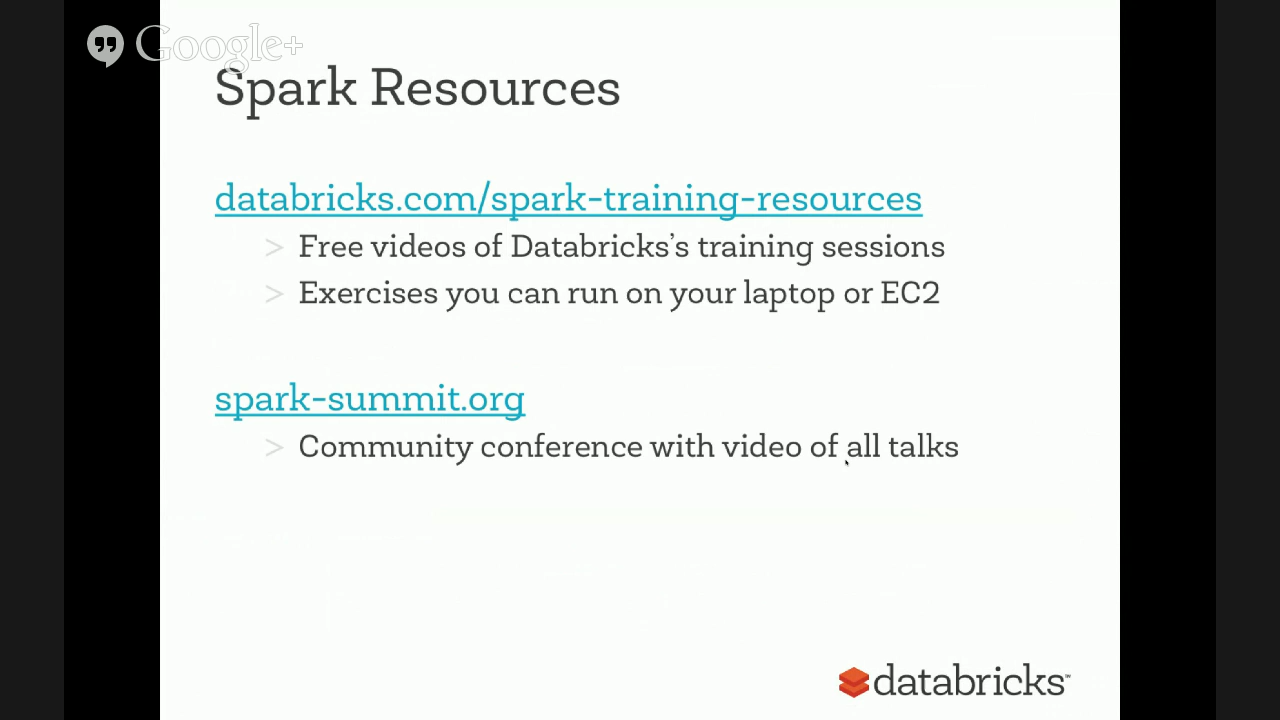 Google+
Spark Resources
databricks.com/spark-training-resources
> Free videos of Databricks’s training sessions
> Exercises you can run on your laptop or EC2
spark-summit.org
> Community conference with video of all talks
databricks™